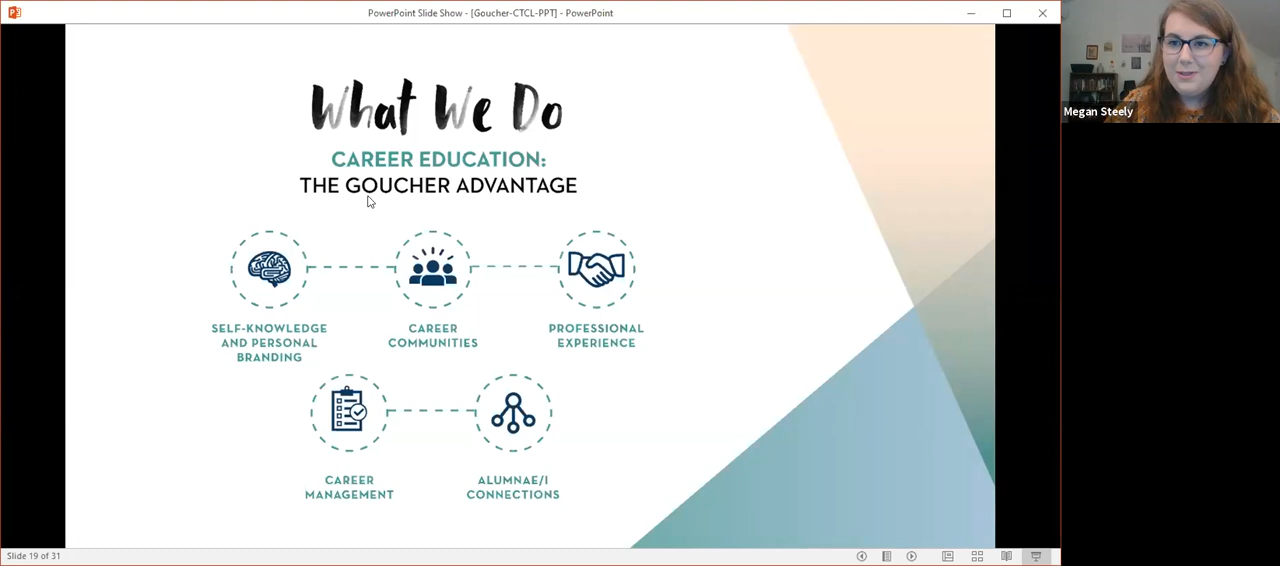 PowerPoint Slide Show - [Goucher-CTCL-PPT] - PowerPoint
What We Do
CAREER EDUCATION:
THE GOUCHER ADVANTAGE
SELF-KNOWLEDGE
AND PERSONAL
BRANDING
CAREER
COMMUNITIES
PROFESSIONAL
EXPERIENCE
CAREER
MANAGEMENT
ALUMNAE/I
CONNECTIONS
Slide 19 of 31
Megan Steely